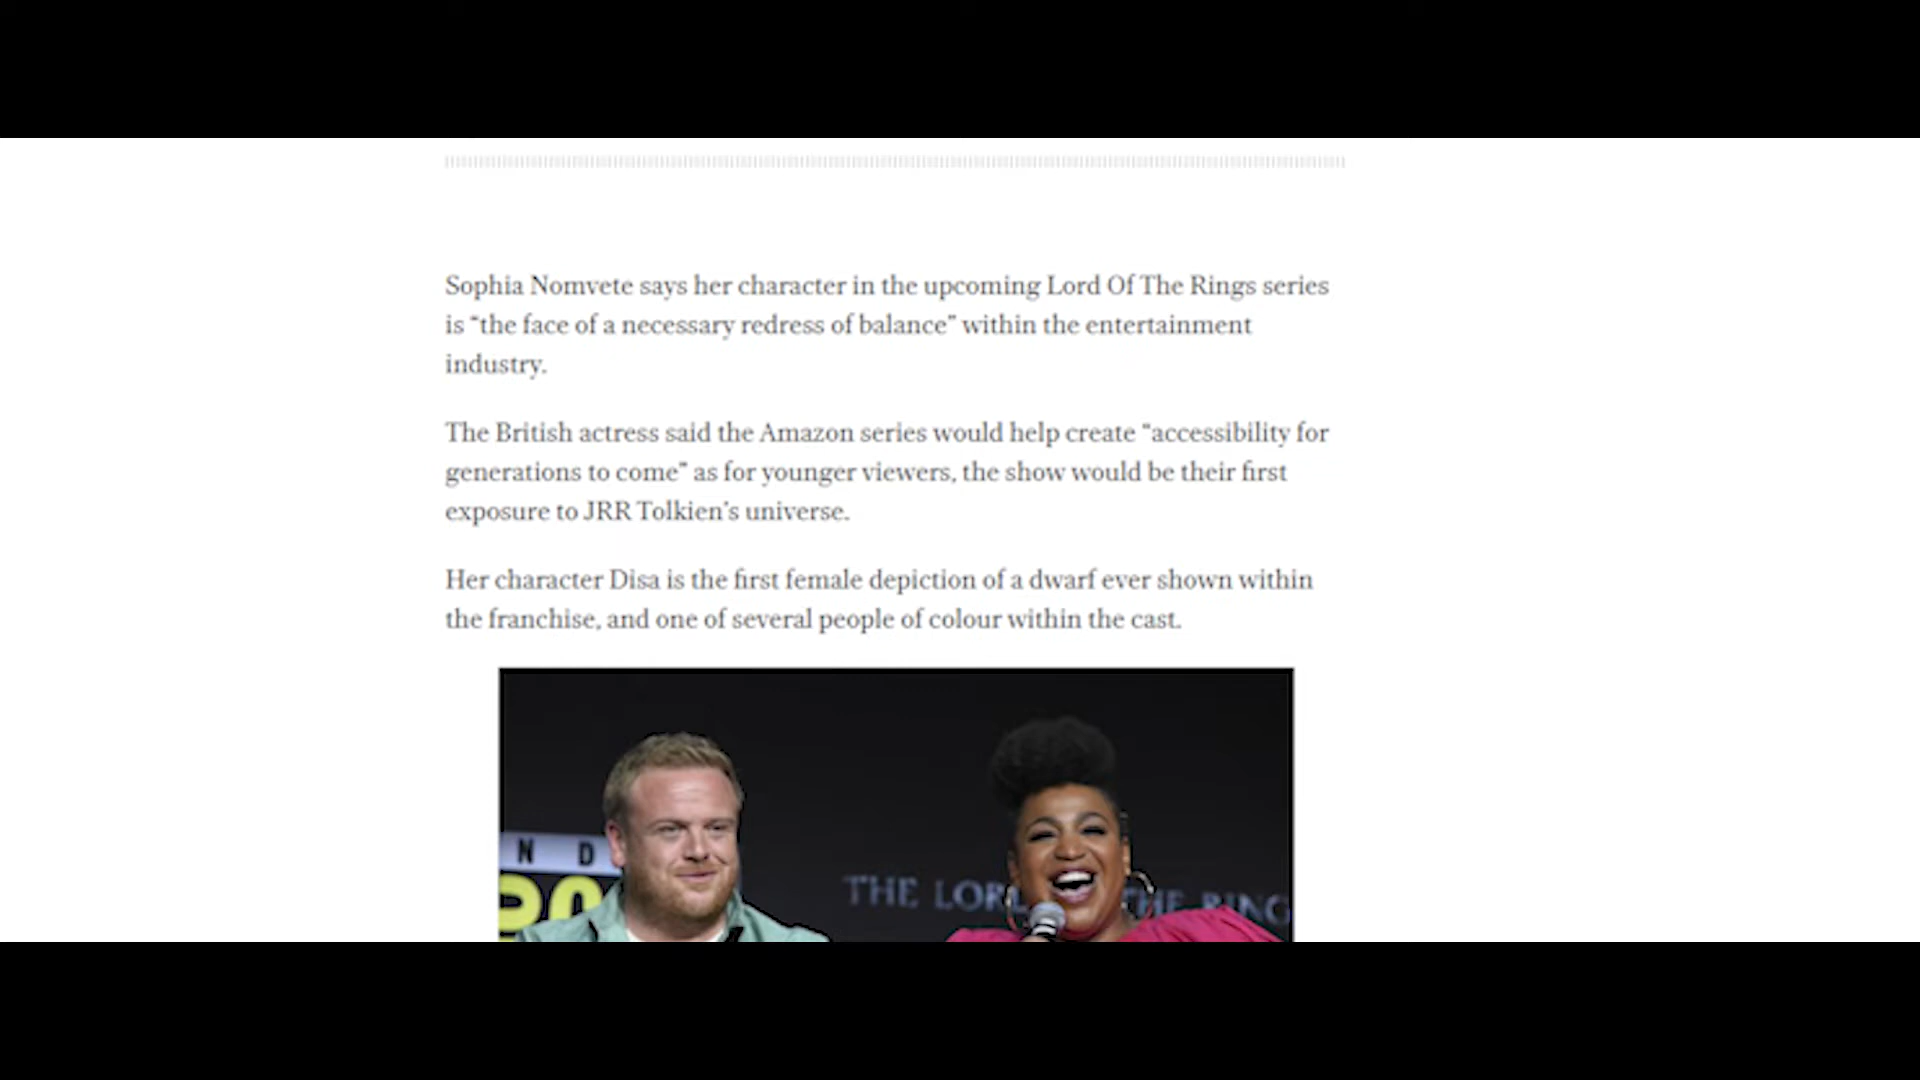 Sophia Nomvete says her character in the upcoming Lord Of The Rings series
is “the face of a necessary redress of balance” within the entertainment
industry.
The British actress said the Amazon series would help create “accessibility for
generations to come” as for younger viewers, the show would be their first
exposure to JRR Tolkien’s universe.
Her character Disa is the first female depiction of a dwarf ever shown within
the franchise, and one of several people of colour within the cast.
N D
THE LOR THE RING